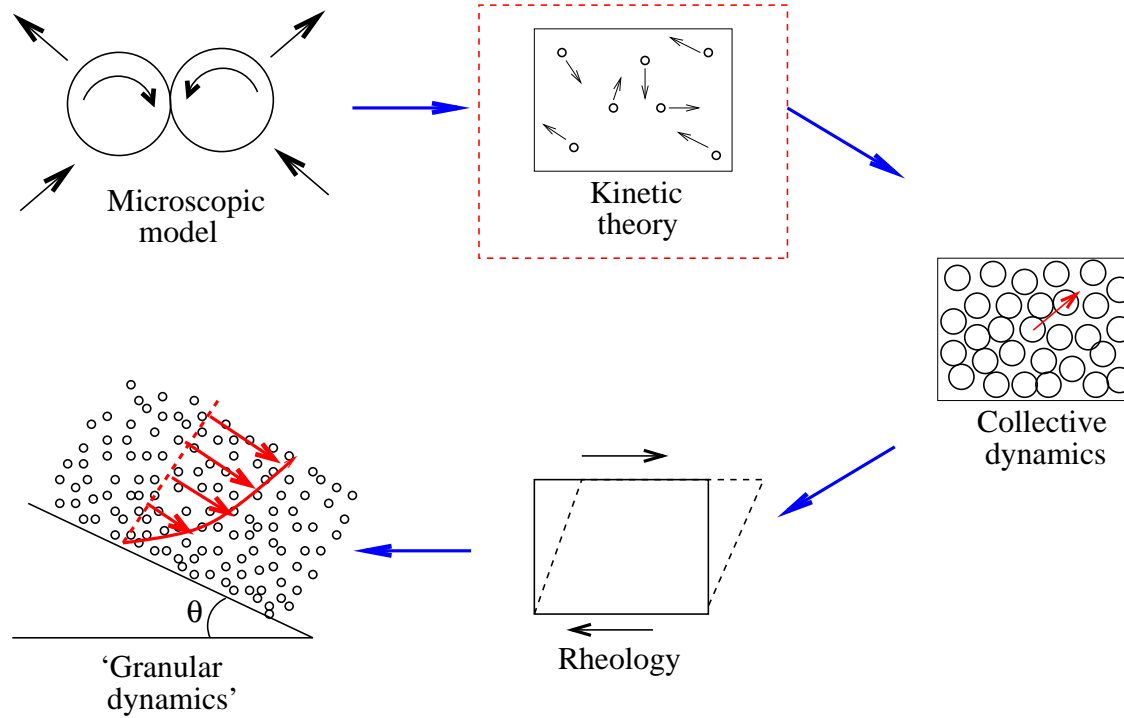 Microscopic
model
Kinetic
theory
Collective
dynamics
Rheology
θ
‘Granular
dynamics’